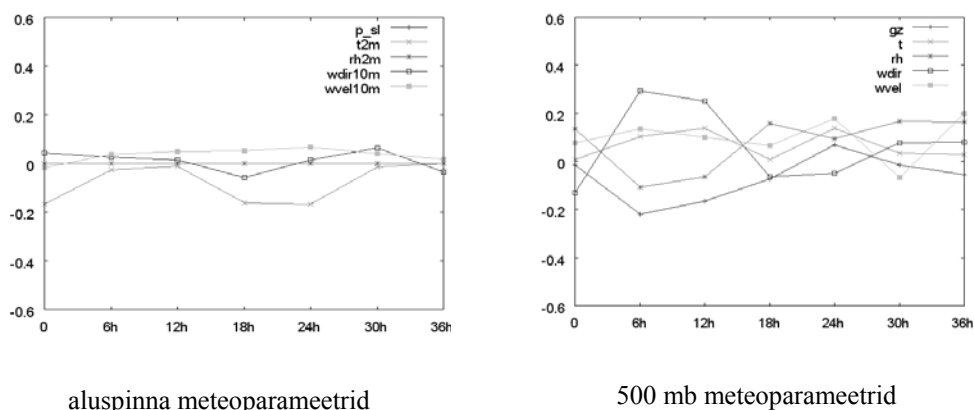 0.6
0.4
0.2
0
-0.2
-0.4
-0.6
0 6h 12h 18h 24h 30h 36h
p_sl
t2m
rh2m
wdir10m
wvel10m
aluspinna meteoparameetrid
0.6
0.4
0.2
0
-0.2
-0.4
-0.6
0 6h 12h 18h 24h 30h 36h
gz
t
rh
wdir
wvel
500 mb meteoparameetrid